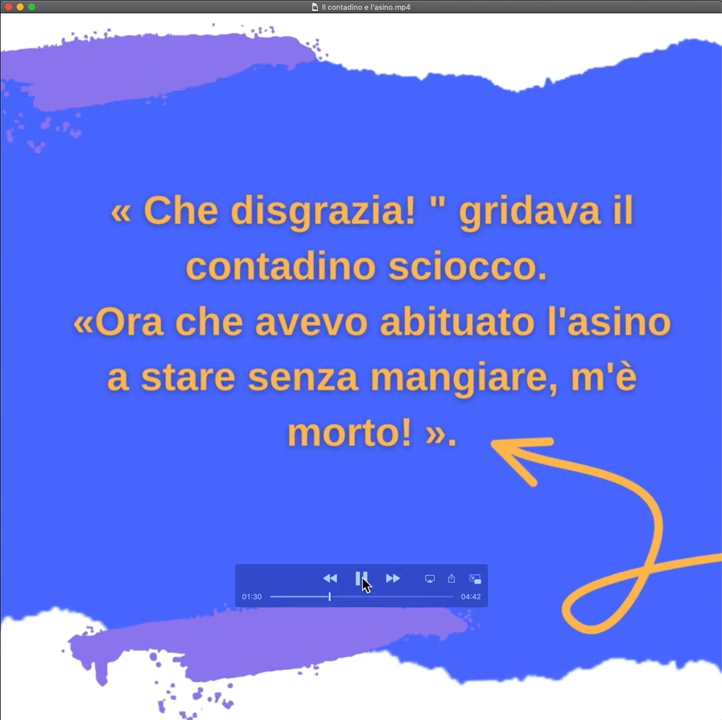 Il contadino e l'asino.mp4
« Che disgrazia! " gridava il
contadino sciocco.
«Ora che avevo abituato l'asino
a stare senza mangiare, m'è
morto! ».
01:30
04:42